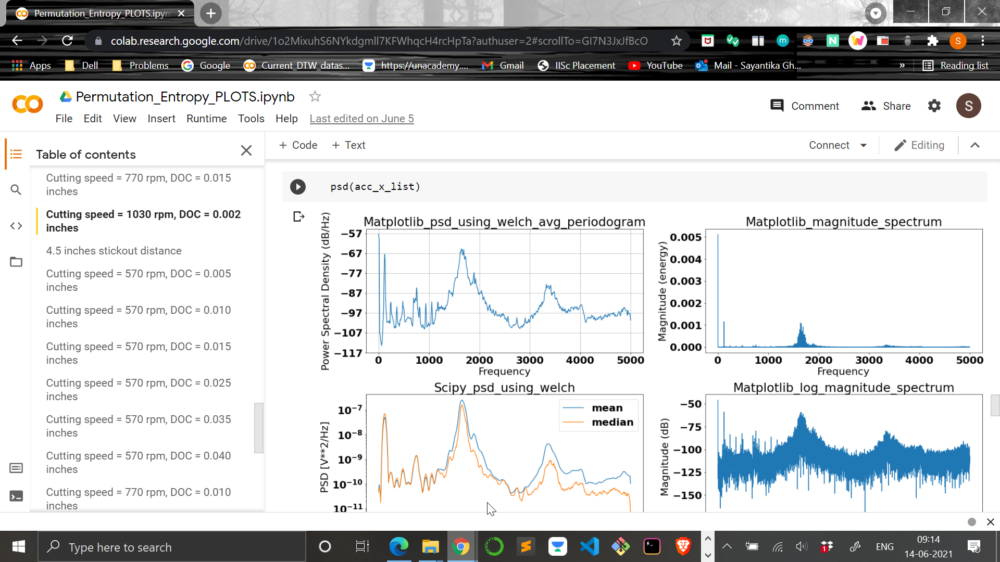 Permutation_Entropy_PLOTS.ipyn
colab.research.google.com/drive/1o2MixuhS6NYkdgmll7KFWhqcH4rcHpTa?authuser=2#scrollTo=GI7N3JxJfBcO
Apps Dell Problems Google Current_DTW_datas... https://unacademy.... Gmail IISc Placement YouTube Mail - Sayantika Gh... » Reading list
Permutation_Entropy_PLOTS.ipynb
Comment Share S
File Edit View Insert Runtime Tools Help Last edited on June 5
Table of contents
+ Code + Text
Connect Editing
Cutting speed = 770 rpm, DOC = 0.015
inches
Cutting speed = 1030 rpm, DOC = 0.002
inches
4.5 inches stickout distance
Cutting speed = 570 rpm, DOC = 0.005
inches
Cutting speed = 570 rpm, DOC = 0.010
inches
Cutting speed = 570 rpm, DOC = 0.015
inches
Cutting speed = 570 rpm, DOC = 0.025
inches
Cutting speed = 570 rpm, DOC = 0.035
inches
Cutting speed = 570 rpm, DOC = 0.040
inches
Cutting speed = 770 rpm, DOC = 0.010
inches
psd(acc_x_list)
Matplotlib_psd_using_welch_avg_periodogram
Power Spectral Density (dB/Hz)
−57
−67
−77
−87
−97
−107
−117
0 1000 2000 3000 4000 5000
Frequency
Matplotlib_magnitude_spectrum
Magnitude (energy)
0.005
0.004
0.003
0.002
0.001
0.000
0 1000 2000 3000 4000 5000
Frequency
Scipy_psd_using_welch
PSD [V**2/Hz]
10⁻⁷
10⁻⁸
10⁻⁹
10⁻¹⁰
10⁻¹¹
mean
median
Matplotlib_log_magnitude_spectrum
Magnitude (dB)
−50
−75
−100
−125
−150
Type here to search
ENG
09:14
14-06-2021